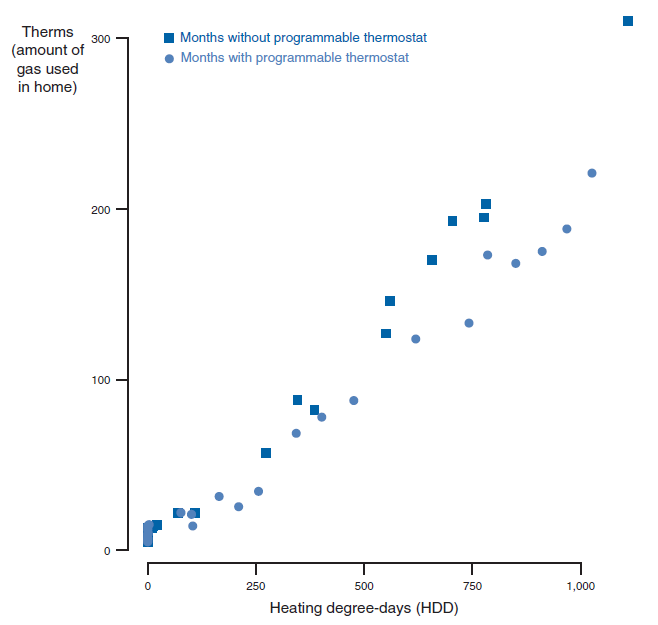 Therms
(amount of
gas used
in home)
300
200
100
0
Months without programmable thermostat
Months with programmable thermostat
0
250
500
750
1,000
Heating degree-days (HDD)